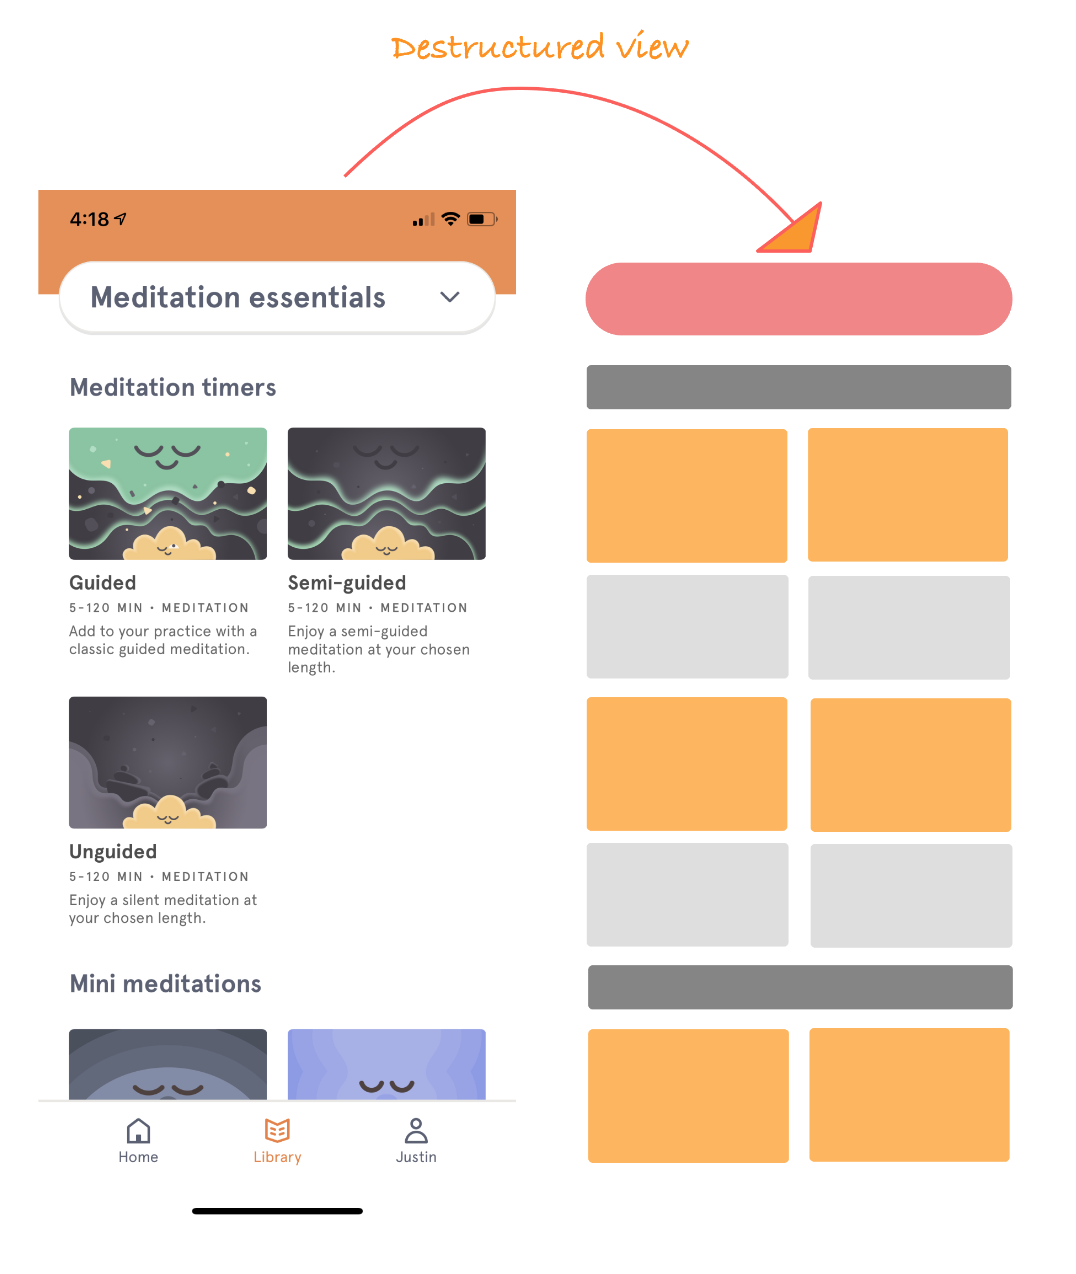 Destructured view
4:18
Meditation essentials
Meditation timers
Guided
5-120 MIN • MEDITATION
Add to your practice with a
classic guided meditation.
Semi-guided
5-120 MIN • MEDITATION
Enjoy a semi-guided
meditation at your chosen
length.
Unguided
5-120 MIN • MEDITATION
Enjoy a silent meditation at
your chosen length.
Mini meditations
Home
Library
Justin